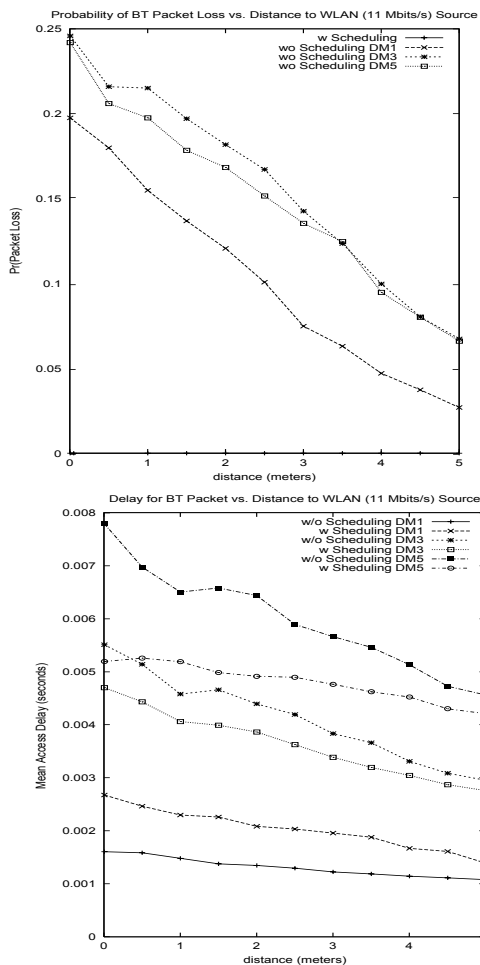 Probability of BT Packet Loss vs. Distance to WLAN (11 Mbits/s) Source
0.25
w Scheduling
wo Scheduling DM1
wo Scheduling DM3
wo Scheduling DM5
0.2
0.15
Pr(Packet Loss)
0.1
0.05
0
0 1 2 3 4 5
distance (meters)
Delay for BT Packet vs. Distance to WLAN (11 Mbits/s) Source
0.008
w/o Scheduling DM1
w Sheduling DM1
w/o Scheduling DM3
w Sheduling DM3
w/o Scheduling DM5
w Sheduling DM5
0.007
0.006
0.005
Mean Access Delay (seconds)
0.004
0.003
0.002
0.001
0
0 1 2 3 4
distance (meters)